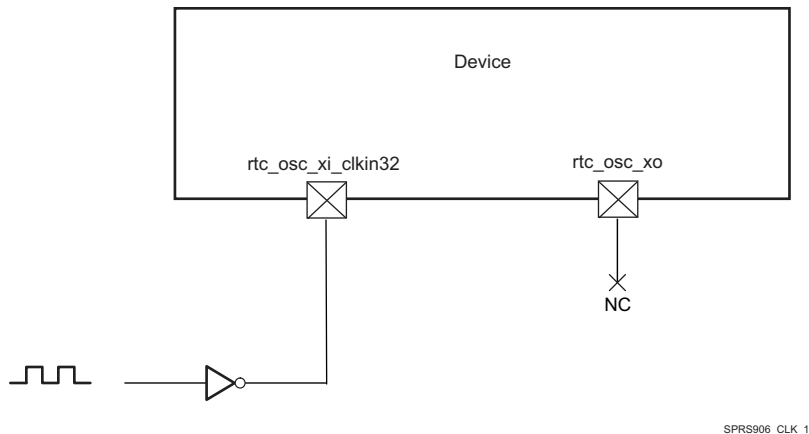 Device
rtc_osc_xi_clkin32
rtc_osc_xo
NC
SPRS906_CLK_1